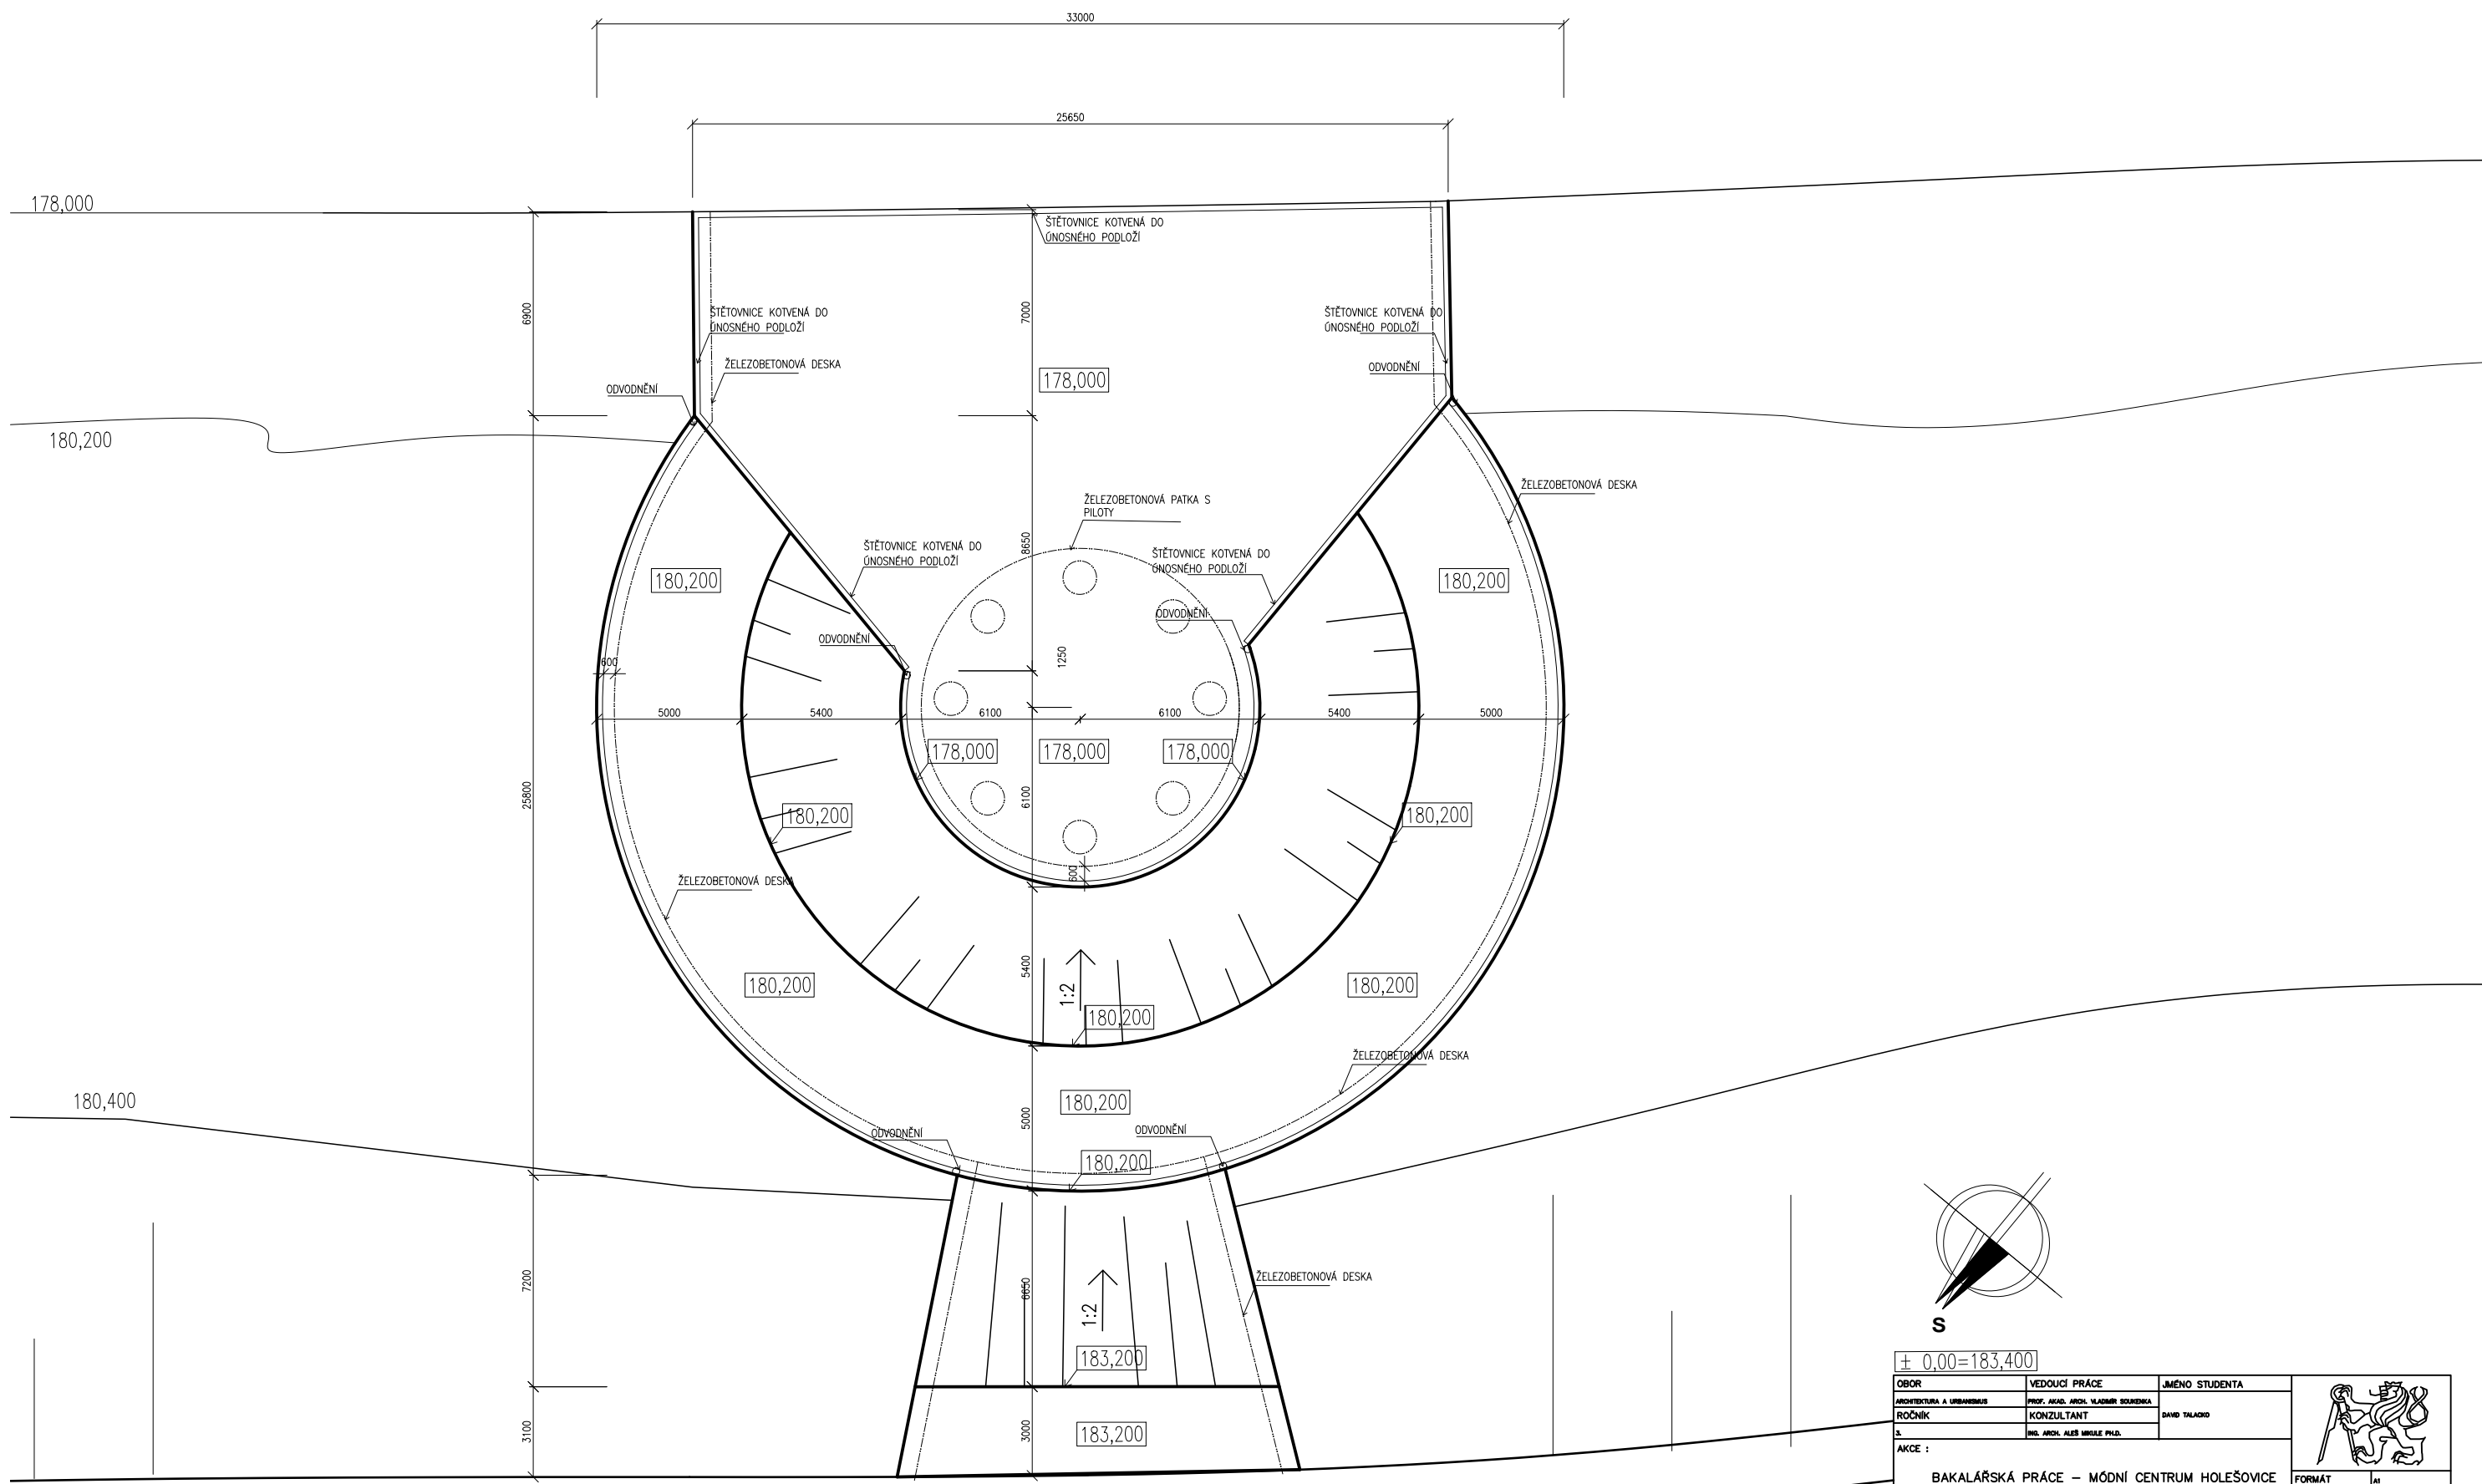 33000
25650
178,000
ŠTĚTOVNICE KOTVENÁ DO
ÚNOSNÉHO PODLOŽÍ
6900
7000
ŠTĚTOVNICE KOTVENÁ DO
ÚNOSNÉHO PODLOŽÍ
ŠTĚTOVNICE KOTVENÁ DO
ÚNOSNÉHO PODLOŽÍ
ŽELEZOBETONOVÁ DESKA
ODVODNĚNÍ
178,000
ODVODNĚNÍ
180,200
ŽELEZOBETONOVÁ DESKA
ŽELEZOBETONOVÁ PATKA S
PILOTY
8650
ŠTĚTOVNICE KOTVENÁ DO
ÚNOSNÉHO PODLOŽÍ
ŠTĚTOVNICE KOTVENÁ DO
ÚNOSNÉHO PODLOŽÍ
180,200
180,200
ODVODNĚNÍ
ODVODNĚNÍ
1250
600
5000
5400
6100
6100
5400
5000
178,000
178,000
178,000
25800
6100
180,200
180,200
600
ŽELEZOBETONOVÁ DESKA
5400
180,200
1:2
180,200
180,200
ŽELEZOBETONOVÁ DESKA
180,400
180,200
5000
ODVODNĚNÍ
ODVODNĚNÍ
180,200
7200
6650
ŽELEZOBETONOVÁ DESKA
1:2
S
183,200
± 0,00=183,400
3100
3000
183,200
OBOR
VEDOUCÍ PRÁCE
JMÉNO STUDENTA
ARCHITEKTURA A URBANISMUS
PROF. AKAD. ARCH. VLADIMÍR SOUKENKA
ROČNÍK
KONZULTANT
DAVID TALACKO
3.
ING. ARCH. ALEŠ MIKULE PH.D.
AKCE :
BAKALÁŘSKÁ PRÁCE – MÓDNÍ CENTRUM HOLEŠOVICE
FORMÁT
A1